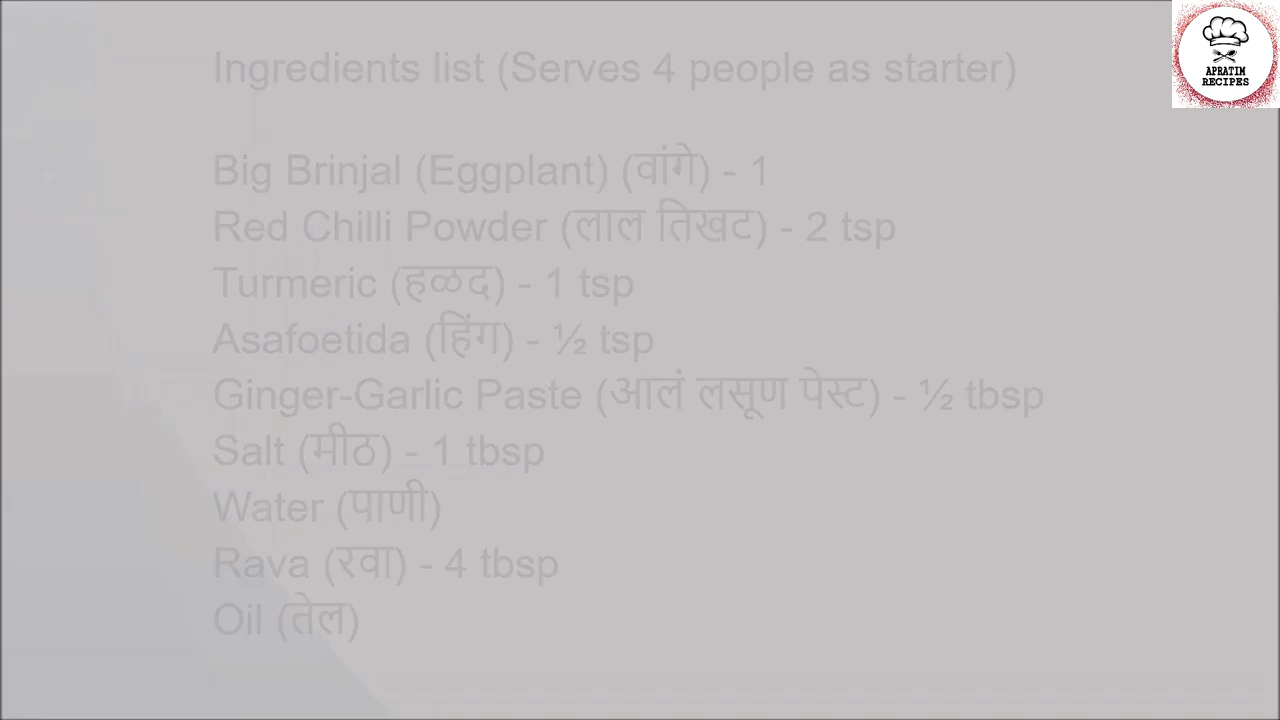 Ingredients list (Serves 4 people as starter)
Big Brinjal (Eggplant) (वांगे) - 1
Red Chilli Powder (लाल तिखट) - 2 tsp
Turmeric (हळद) - 1 tsp
Asafoetida (हिंग) - ½ tsp
Ginger-Garlic Paste (आलं लसूण पेस्ट) - ½ tbsp
Salt (मीठ) - 1 tbsp
Water (पाणी)
Rava (रवा) - 4 tbsp
Oil (तेल)
APRATIM
RECIPES